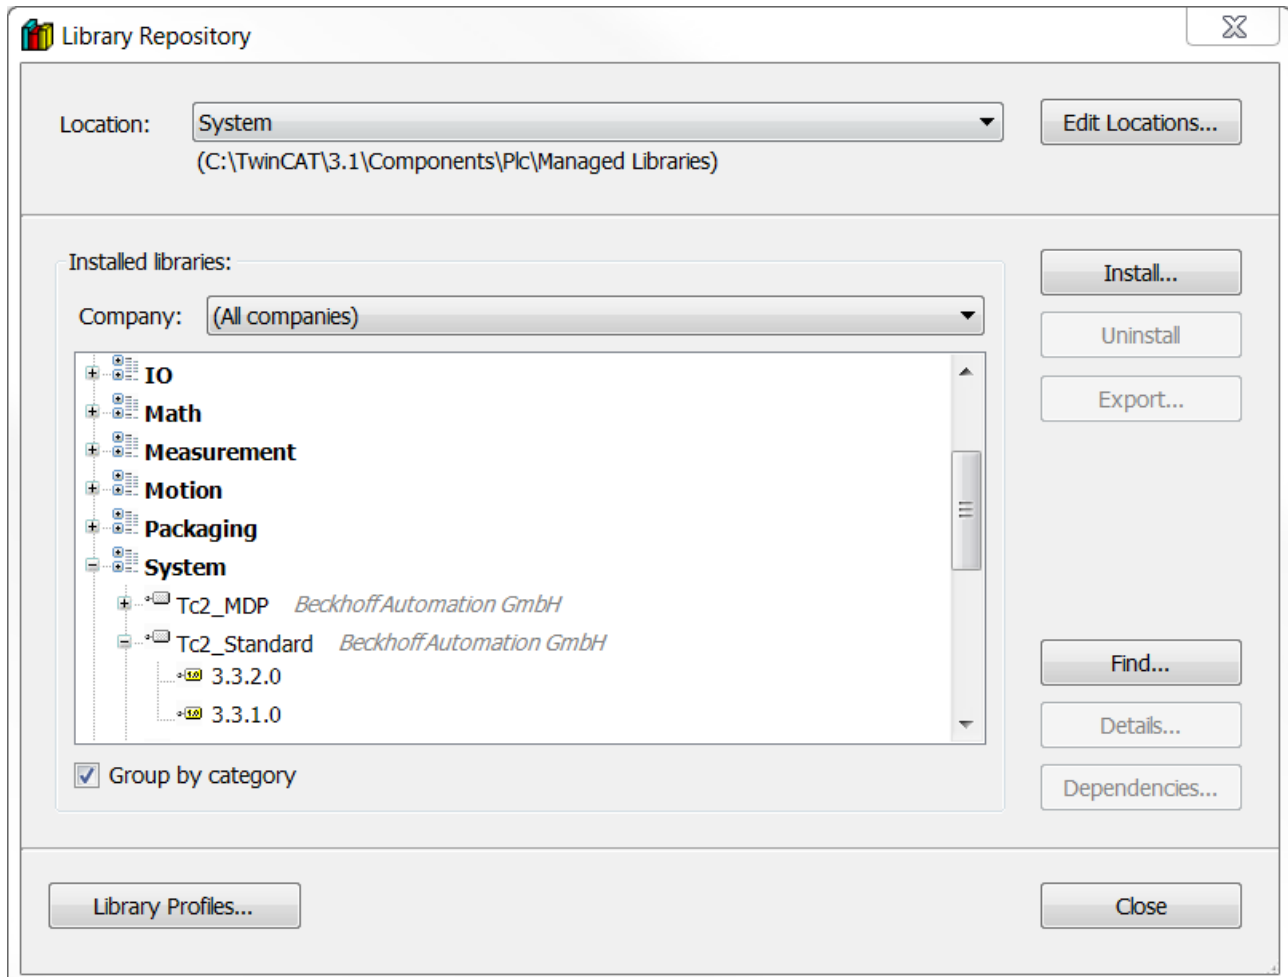 Library Repository
Location: System Edit Locations...
(C:\TwinCAT\3.1\Components\Plc\Managed Libraries)
Installed libraries:
Install...
Company: (All companies)
Uninstall
IO
Export...
Math
Measurement
Motion
Packaging
System
Tc2_MDP Beckhoff Automation GmbH
Tc2_Standard Beckhoff Automation GmbH
Find...
3.3.2.0
3.3.1.0
Details...
Group by category
Dependencies...
Library Profiles... Close